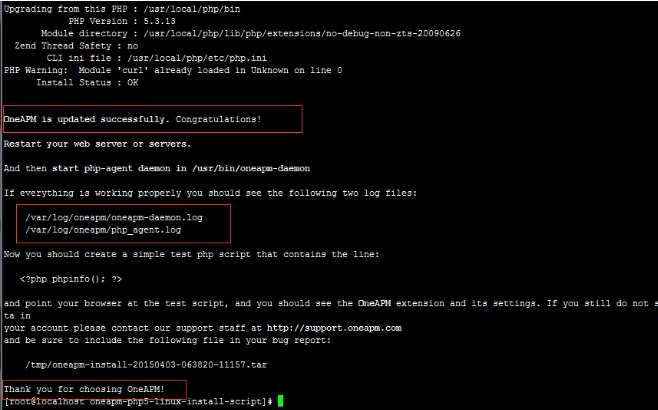 Upgrading from this PHP : /usr/local/php/bin
PHP Version : 5.3.13
Module directory : /usr/local/php/lib/php/extensions/no-debug-non-zts-20090626
Zend Thread Safety : no
CLI ini file : /usr/local/php/etc/php.ini
PHP Warning:  Module 'curl' already loaded in Unknown on line 0
Install Status : OK
OneAPM is updated successfully. Congratulations!
Restart your web server or servers.
And then start php-agent daemon in /usr/bin/oneapm-daemon
If everything is working properly you should see the following two log files:
/var/log/oneapm/oneapm-daemon.log
/var/log/oneapm/php_agent.log
Now you should create a simple test php script that contains the line:
<?php phpinfo(); ?>
and point your browser at the test script, and you should see the OneAPM extension and its settings. If you still do not s
ta in
your account please contact our support staff at http://support.oneapm.com
and be sure to include the following file in your bug report:
/tmp/oneapm-install-20150403-063820-11157.tar
Thank you for choosing OneAPM!
[root@localhost oneapm-php5-linux-install-script]#